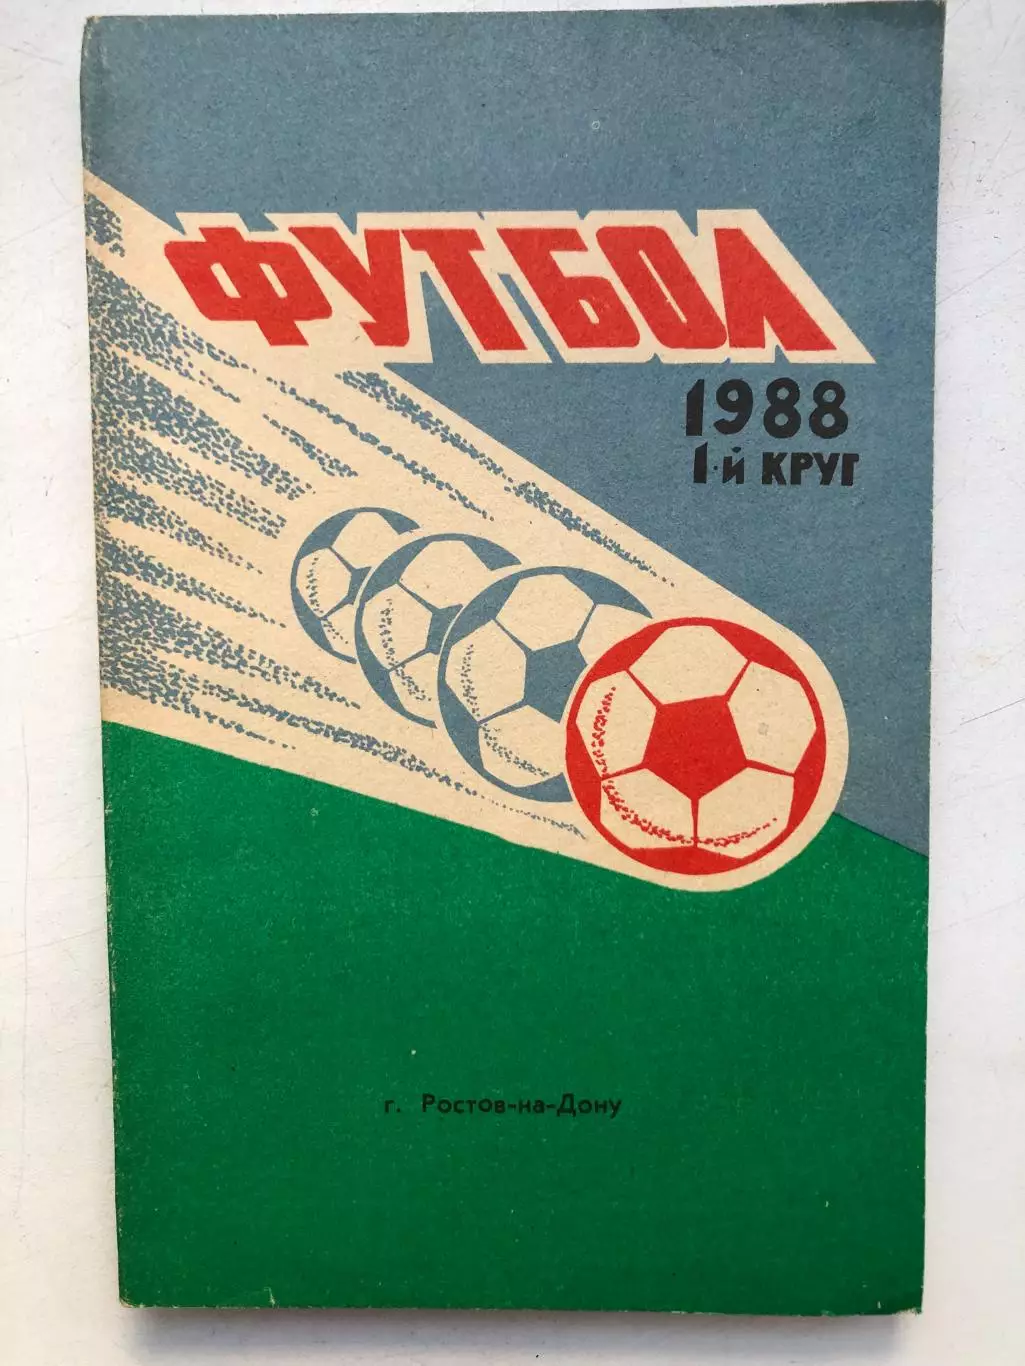 ФУТБОЛ
1988
1-й КРУГ
г. Ростов-на-Дону